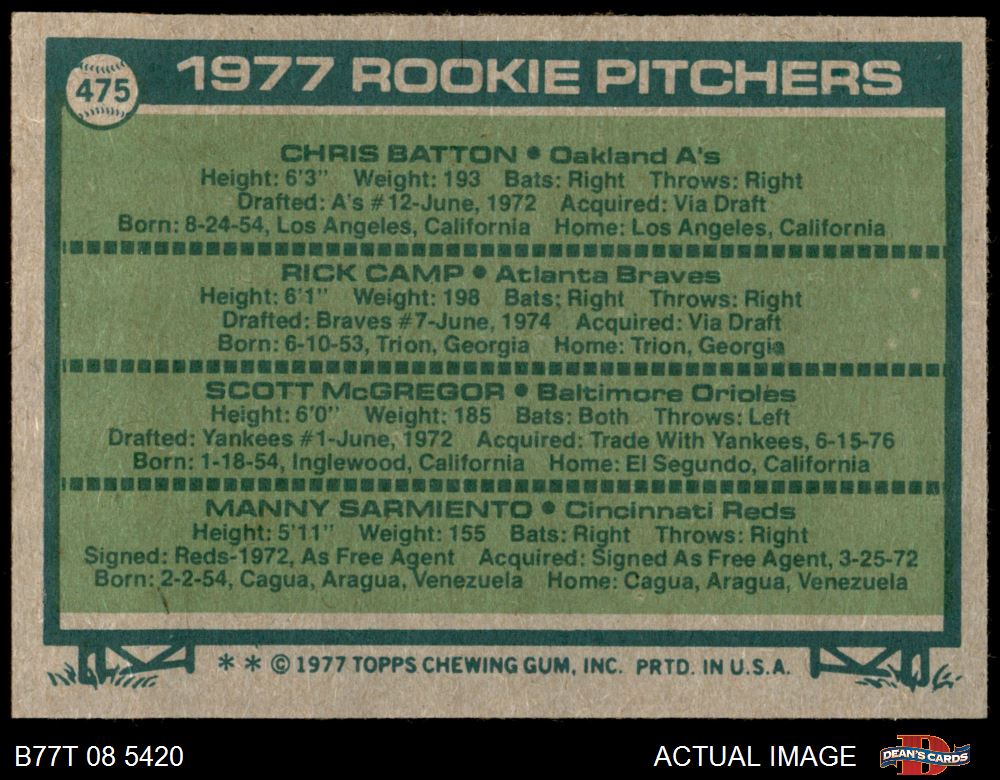 475
1977 ROOKIE PITCHERS
CHRIS BATTON • Oakland A's
Height: 6'3" Weight: 193 Bats: Right Throws: Right
Drafted: A's #12-June, 1972 Acquired: Via Draft
Born: 8-24-54, Los Angeles, California Home: Los Angeles, California
RICK CAMP • Atlanta Braves
Height: 6'1" Weight: 198 Bats: Right Throws: Right
Drafted: Braves #7-June, 1974 Acquired: Via Draft
Born: 6-10-53, Trion, Georgia Home: Trion, Georgia
SCOTT McGREGOR • Baltimore Orioles
Height: 6'0" Weight: 185 Bats: Both Throws: Left
Drafted: Yankees #1-June, 1972 Acquired: Trade With Yankees, 6-15-76
Born: 1-18-54, Inglewood, California Home: El Segundo, California
MANNY SARMIENTO • Cincinnati Reds
Height: 5'11" Weight: 155 Bats: Right Throws: Right
Signed: Reds-1972, As Free Agent Acquired: Signed As Free Agent, 3-25-72
Born: 2-2-54, Cagua, Aragua, Venezuela Home: Cagua, Aragua, Venezuela
* * © 1977 TOPPS CHEWING GUM, INC. PRTD. IN U.S.A.
B77T 08 5420
ACTUAL IMAGE
D
DEAN'S CARDS